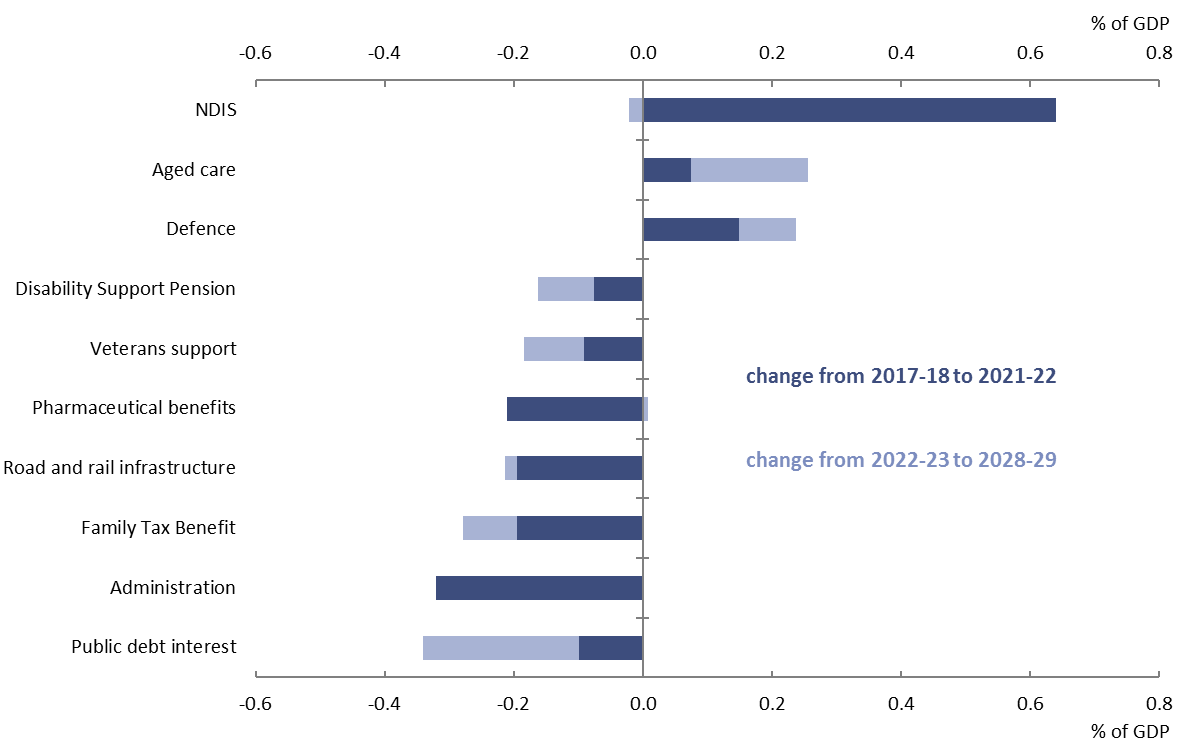 % of GDP
-0.6 -0.4 -0.2 0.0 0.2 0.4 0.6 0.8
NDIS
Aged care
Defence
Disability Support Pension
Veterans support
change from 2017-18 to 2021-22
Pharmaceutical benefits
change from 2022-23 to 2028-29
Road and rail infrastructure
Family Tax Benefit
Administration
Public debt interest
-0.6 -0.4 -0.2 0.0 0.2 0.4 0.6 0.8
% of GDP